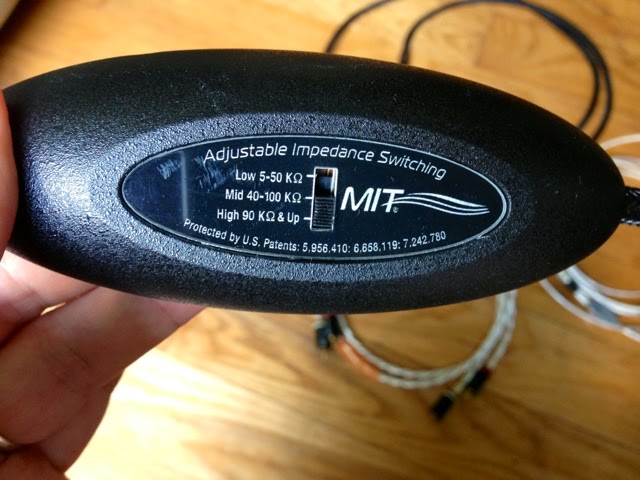 Adjustable Impedance Switching
Low 5-50 KΩ
Mid 40-100 KΩ
High 90 KΩ & Up
MIT®
Protected by U.S. Patents: 5.956.410: 6.658.119: 7.242.780